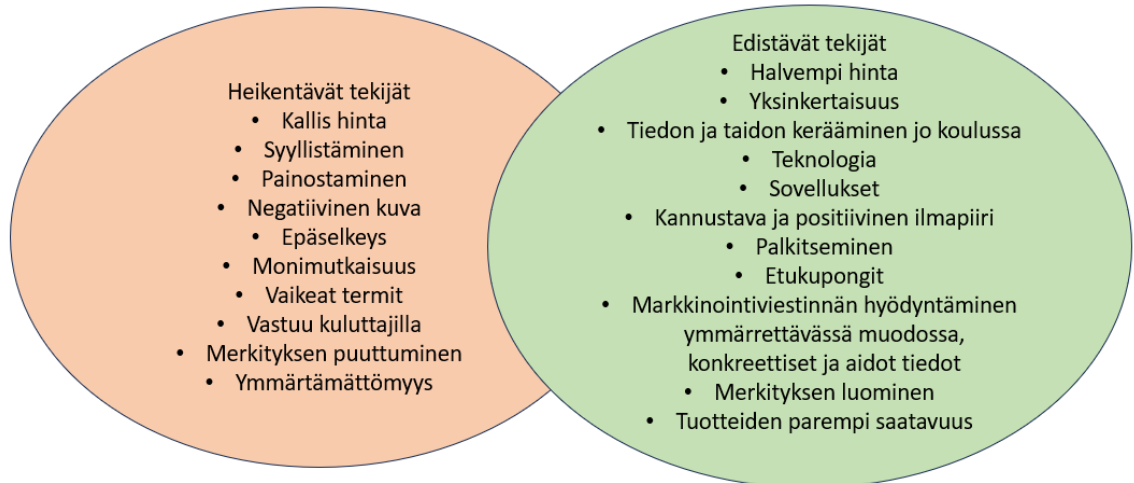 Heikentävät tekijät
• Kallis hinta
• Syyllistäminen
• Painostaminen
• Negatiivinen kuva
• Epäselkeys
• Monimutkaisuus
• Vaikeat termit
• Vastuu kuluttajilla
• Merkityksen puuttuminen
• Ymmärtämättömyys
Edistävät tekijät
• Halvempi hinta
• Yksinkertaisuus
• Tiedon ja taidon kerääminen jo koulussa
• Teknologia
• Sovellukset
• Kannustava ja positiivinen ilmapiiri
• Palkitseminen
• Etukupongit
• Markkinointiviestinnän hyödyntäminen
ymmärrettävässä muodossa,
konkreettiset ja aidot tiedot
• Merkityksen luominen
• Tuotteiden parempi saatavuus